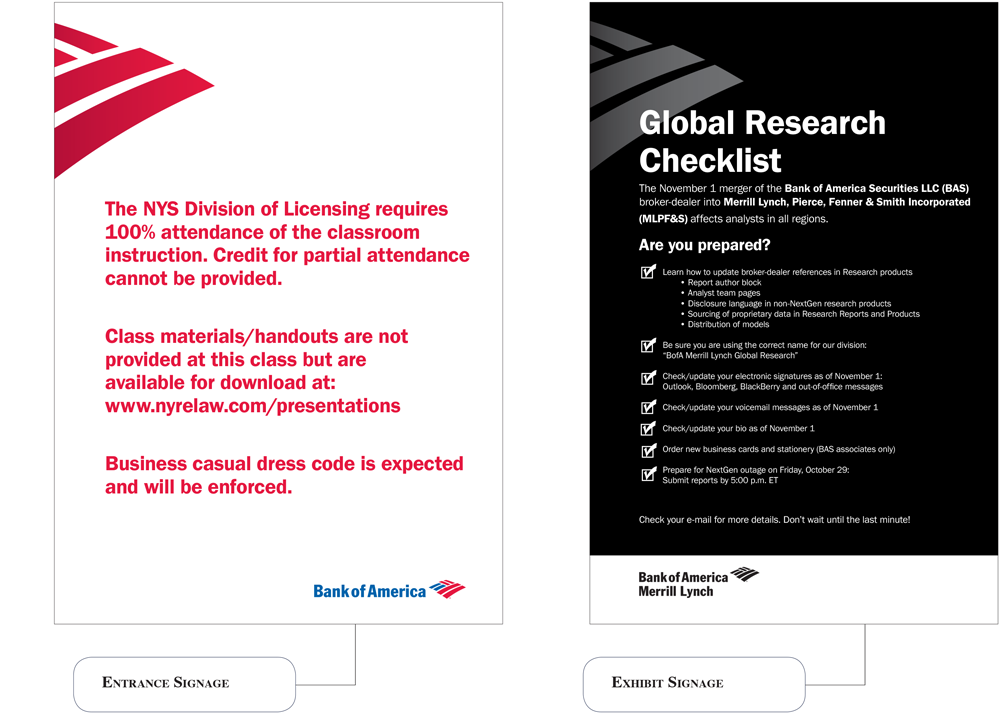 The NYS Division of Licensing requires
100% attendance of the classroom
instruction. Credit for partial attendance
cannot be provided.
Class materials/handouts are not
provided at this class but are
available for download at:
www.nyrelaw.com/presentations
Business casual dress code is expected
and will be enforced.
Bank of America
ENTRANCE SIGNAGE
Global Research
Checklist
The November 1 merger of the Bank of America Securities LLC (BAS)
broker-dealer into Merrill Lynch, Pierce, Fenner & Smith Incorporated
(MLPF&S) affects analysts in all regions.
Are you prepared?
Learn how to update broker-dealer references in Research products
• Report author block
• Analyst team pages
• Disclosure language in non-NextGen research products
• Sourcing of proprietary data in Research Reports and Products
• Distribution of models
Be sure you are using the correct name for our division:
“BofA Merrill Lynch Global Research”
Check/update your electronic signatures as of November 1:
Outlook, Bloomberg, BlackBerry and out-of-office messages
Check/update your voicemail messages as of November 1
Check/update your bio as of November 1
Order new business cards and stationery (BAS associates only)
Prepare for NextGen outage on Friday, October 29:
Submit reports by 5:00 p.m. ET
Check your e-mail for more details. Don’t wait until the last minute!
Bank of America
Merrill Lynch
EXHIBIT SIGNAGE